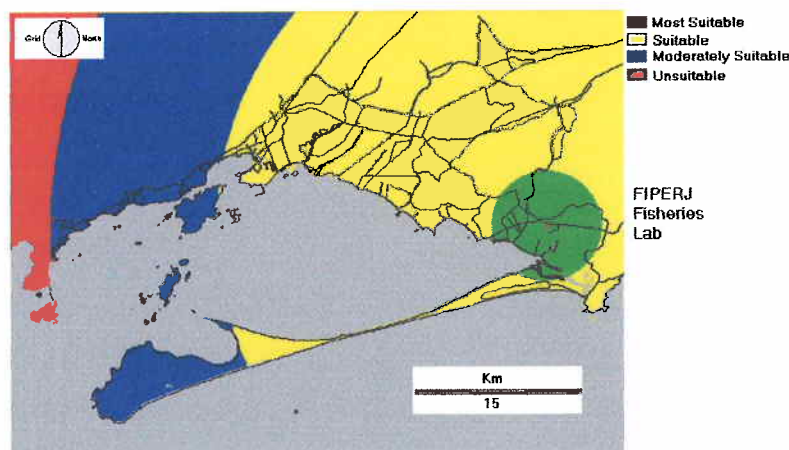 Grid North
Most Suitable
Suitable
Moderately Suitable
Unsuitable
FIPERJ
Fisheries
Lab
Km
15